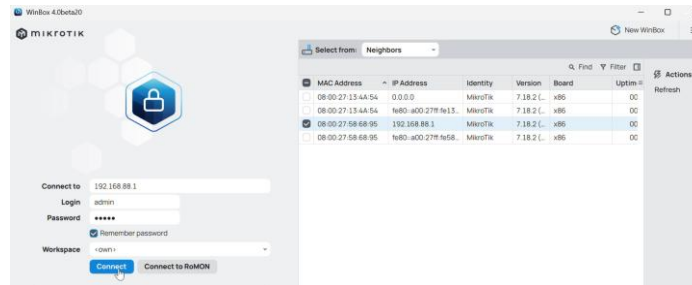 WinBox 4.0beta20
mikrotik
New WinBox
Select from: Neighbors
Find Filter
Actions
Refresh
MAC Address IP Address Identity Version Board Uptim
08:00:27:13:4A:54 0.0.0.0 MikroTik 7.18.2 (... x86 00
08:00:27:13:4A:54 fe80::a00:27ff:fe13... MikroTik 7.18.2 (... x86 00
08:00:27:58:68:95 192.168.88.1 MikroTik 7.18.2 (... x86 00
08:00:27:58:68:95 fe80::a00:27ff:fe58... MikroTik 7.18.2 (... x86 00
Connect to 192.168.88.1
Login admin
Password •••••
Remember password
Workspace <own>
Connect Connect to RoMON